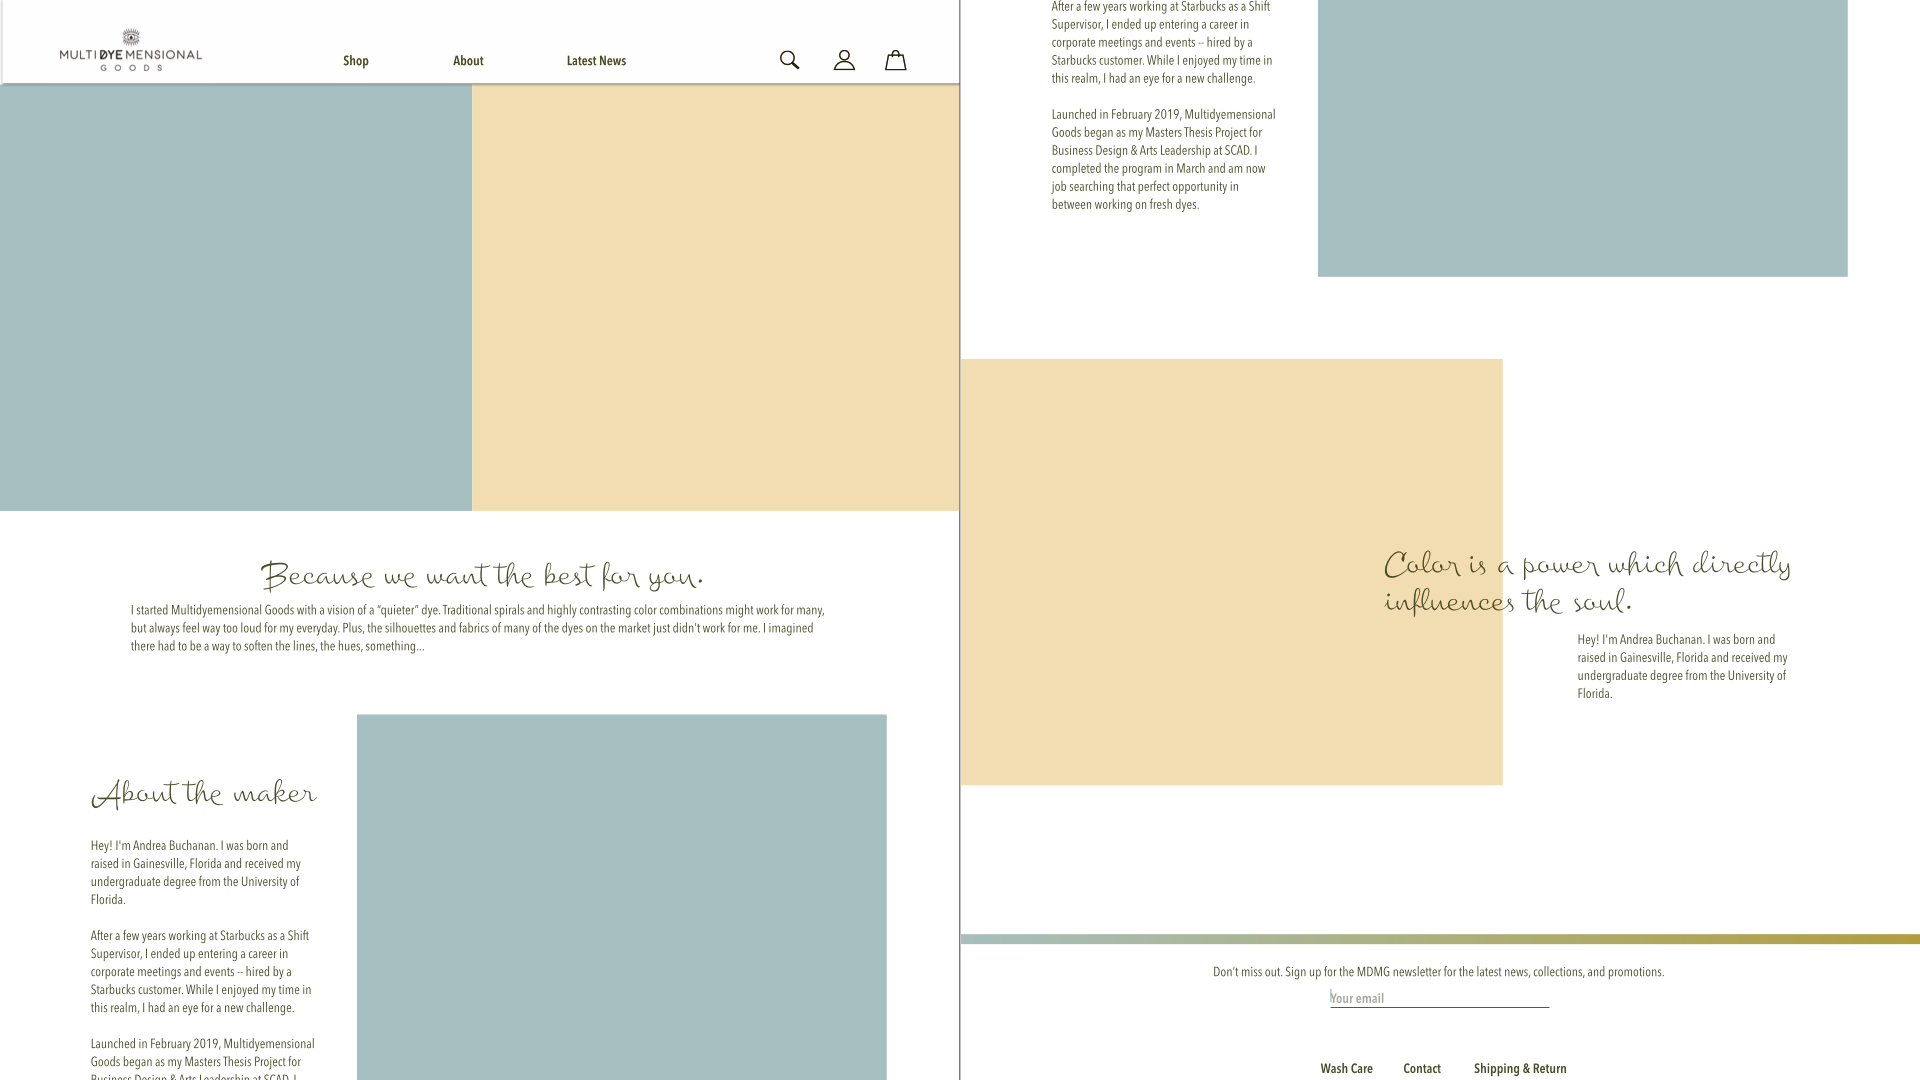 MULTIDYEMENSIONAL
GOODS
Shop
About
Latest News
Because we want the best for you.
I started Multidyemensional Goods with a vision of a “quieter” dye. Traditional spirals and highly contrasting color combinations might work for many,
but always feel way too loud for my everyday. Plus, the silhouettes and fabrics of many of the dyes on the market just didn't work for me. I imagined
there had to be a way to soften the lines, the hues, something...
About the maker
Hey! I'm Andrea Buchanan. I was born and
raised in Gainesville, Florida and received my
undergraduate degree from the University of
Florida.
After a few years working at Starbucks as a Shift
Supervisor, I ended up entering a career in
corporate meetings and events -- hired by a
Starbucks customer. While I enjoyed my time in
this realm, I had an eye for a new challenge.
Launched in February 2019, Multidyemensional
Goods began as my Masters Thesis Project for
Business Design & Arts Leadership at SCAD. I
After a few years working at Starbucks as a Shift
Supervisor, I ended up entering a career in
corporate meetings and events -- hired by a
Starbucks customer. While I enjoyed my time in
this realm, I had an eye for a new challenge.
Launched in February 2019, Multidyemensional
Goods began as my Masters Thesis Project for
Business Design & Arts Leadership at SCAD. I
completed the program in March and am now
job searching that perfect opportunity in
between working on fresh dyes.
Color is a power which directly
influences the soul.
Hey! I'm Andrea Buchanan. I was born and
raised in Gainesville, Florida and received my
undergraduate degree from the University of
Florida.
Don't miss out. Sign up for the MDMG newsletter for the latest news, collections, and promotions.
Your email
Wash Care
Contact
Shipping & Return